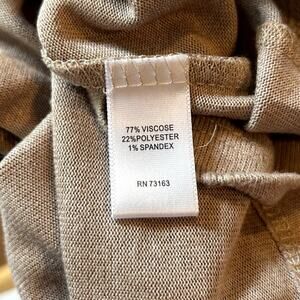 77% VISCOSE
22%POLYESTER
1% SPANDEX
RN 73163